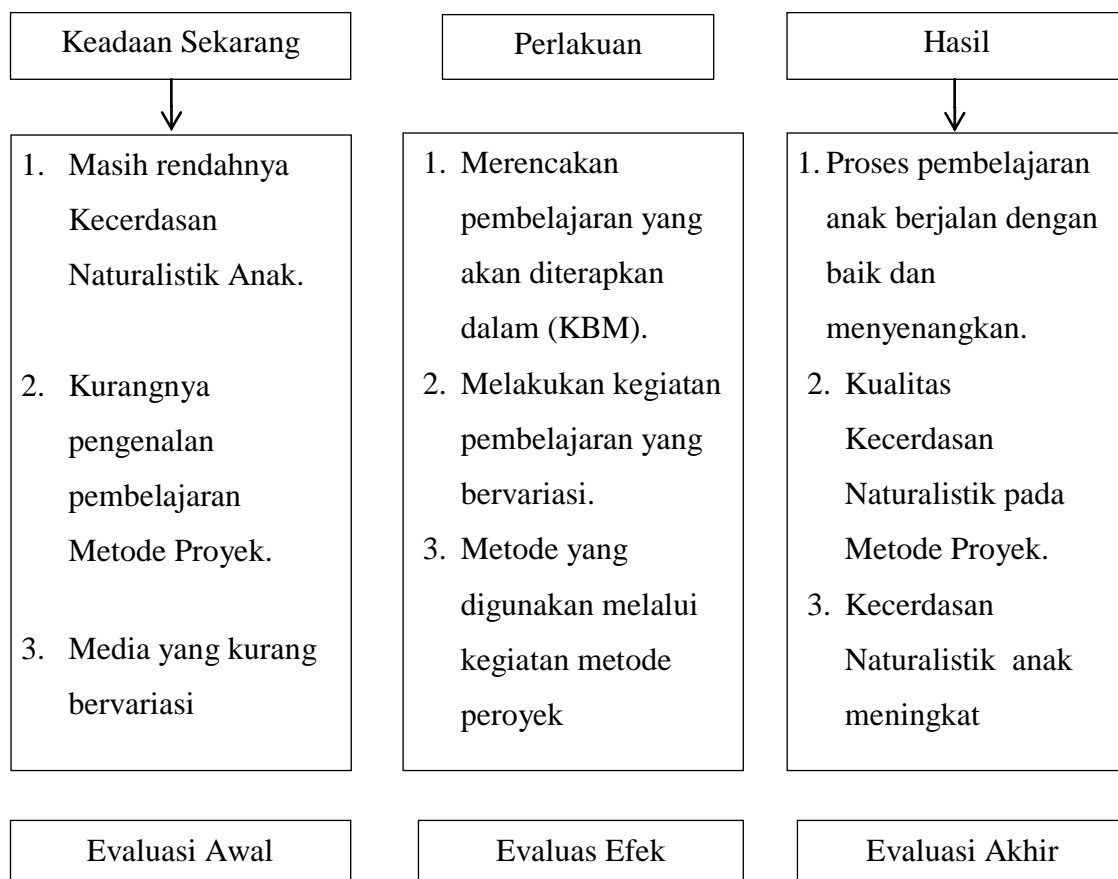 Keadaan Sekarang
1. Masih rendahnya
Kecerdasan
Naturalistik Anak.
2. Kurangnya
pengenalan
pembelajaran
Metode Proyek.
3. Media yang kurang
bervariasi
Evaluasi Awal
Perlakuan
1. Merencakan
pembelajaran yang
akan diterapkan
dalam (KBM).
2. Melakukan kegiatan
pembelajaran yang
bervariasi.
3. Metode yang
digunakan melalui
kegiatan metode
peroyek
Evaluas Efek
Hasil
1. Proses pembelajaran
anak berjalan dengan
baik dan
menyenangkan.
2. Kualitas
Kecerdasan
Naturalistik pada
Metode Proyek.
3. Kecerdasan
Naturalistik anak
meningkat
Evaluasi Akhir